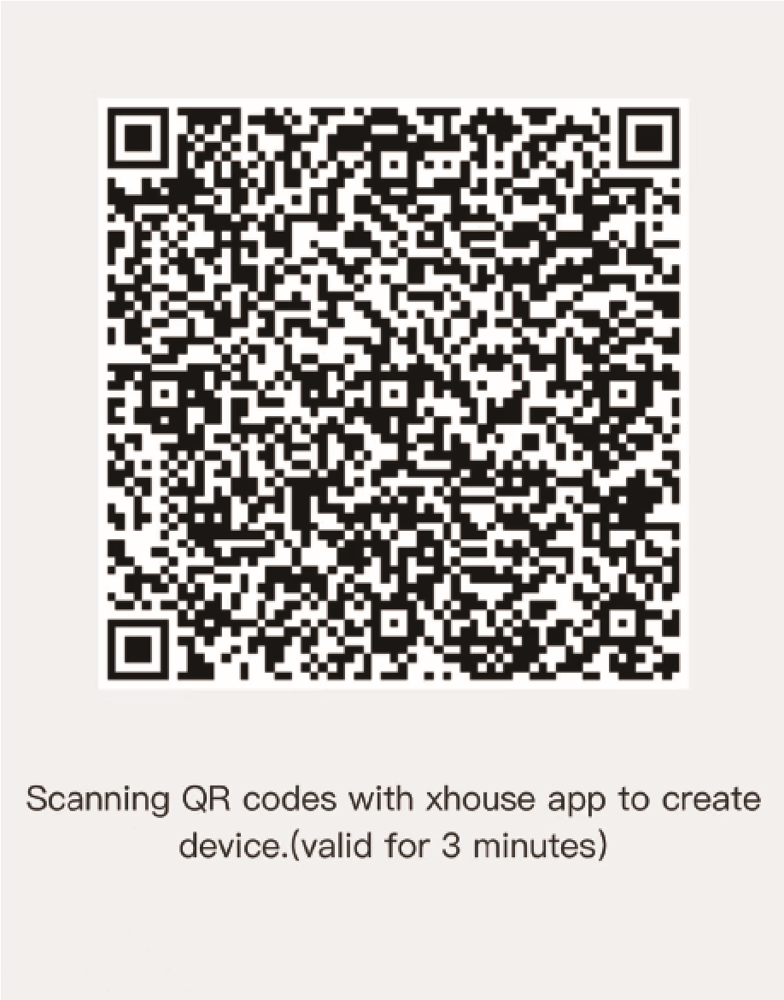 Scanning QR codes with xhouse app to create
device.(valid for 3 minutes)